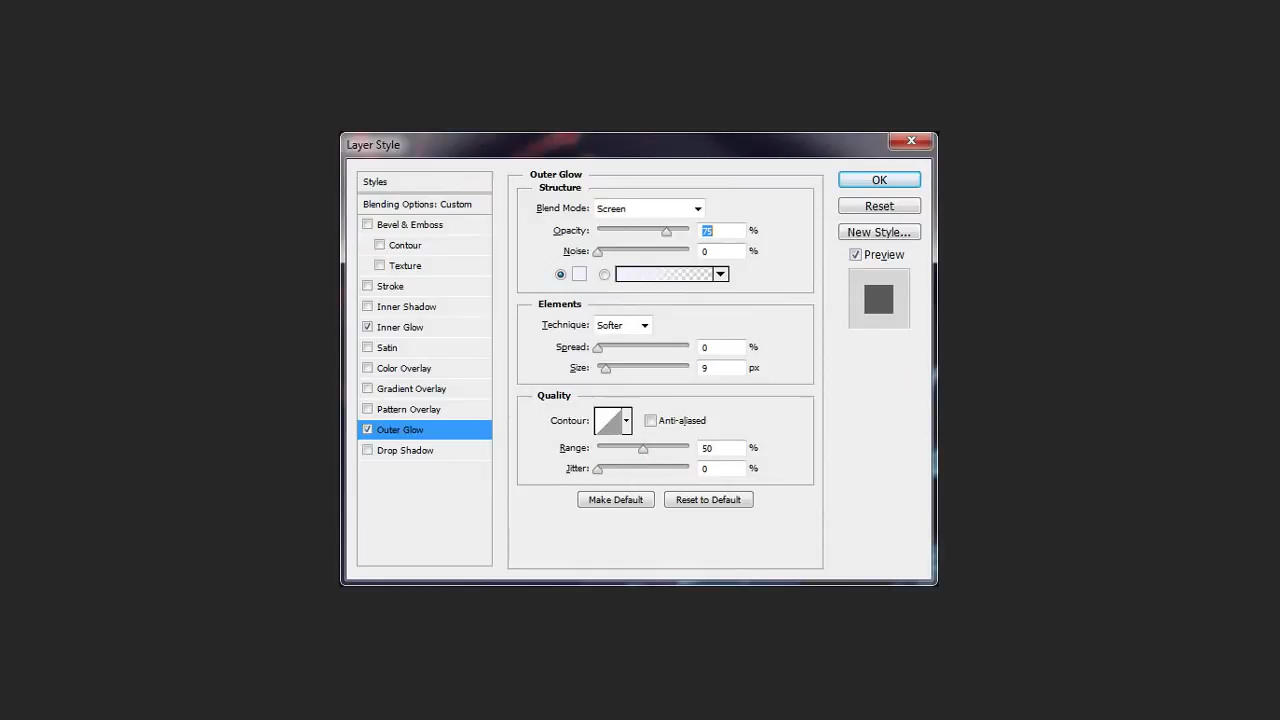 Layer Style
Styles
Blending Options: Custom
Bevel & Emboss
Contour
Texture
Stroke
Inner Shadow
Inner Glow
Satin
Color Overlay
Gradient Overlay
Pattern Overlay
Outer Glow
Drop Shadow
Outer Glow
Structure
Blend Mode: Screen
Opacity: 75 %
Noise: 0 %
Elements
Technique: Softer
Spread: 0 %
Size: 9 px
Quality
Contour: Anti-aliased
Range: 50 %
Jitter: 0 %
Make Default Reset to Default
OK
Reset
New Style...
Preview